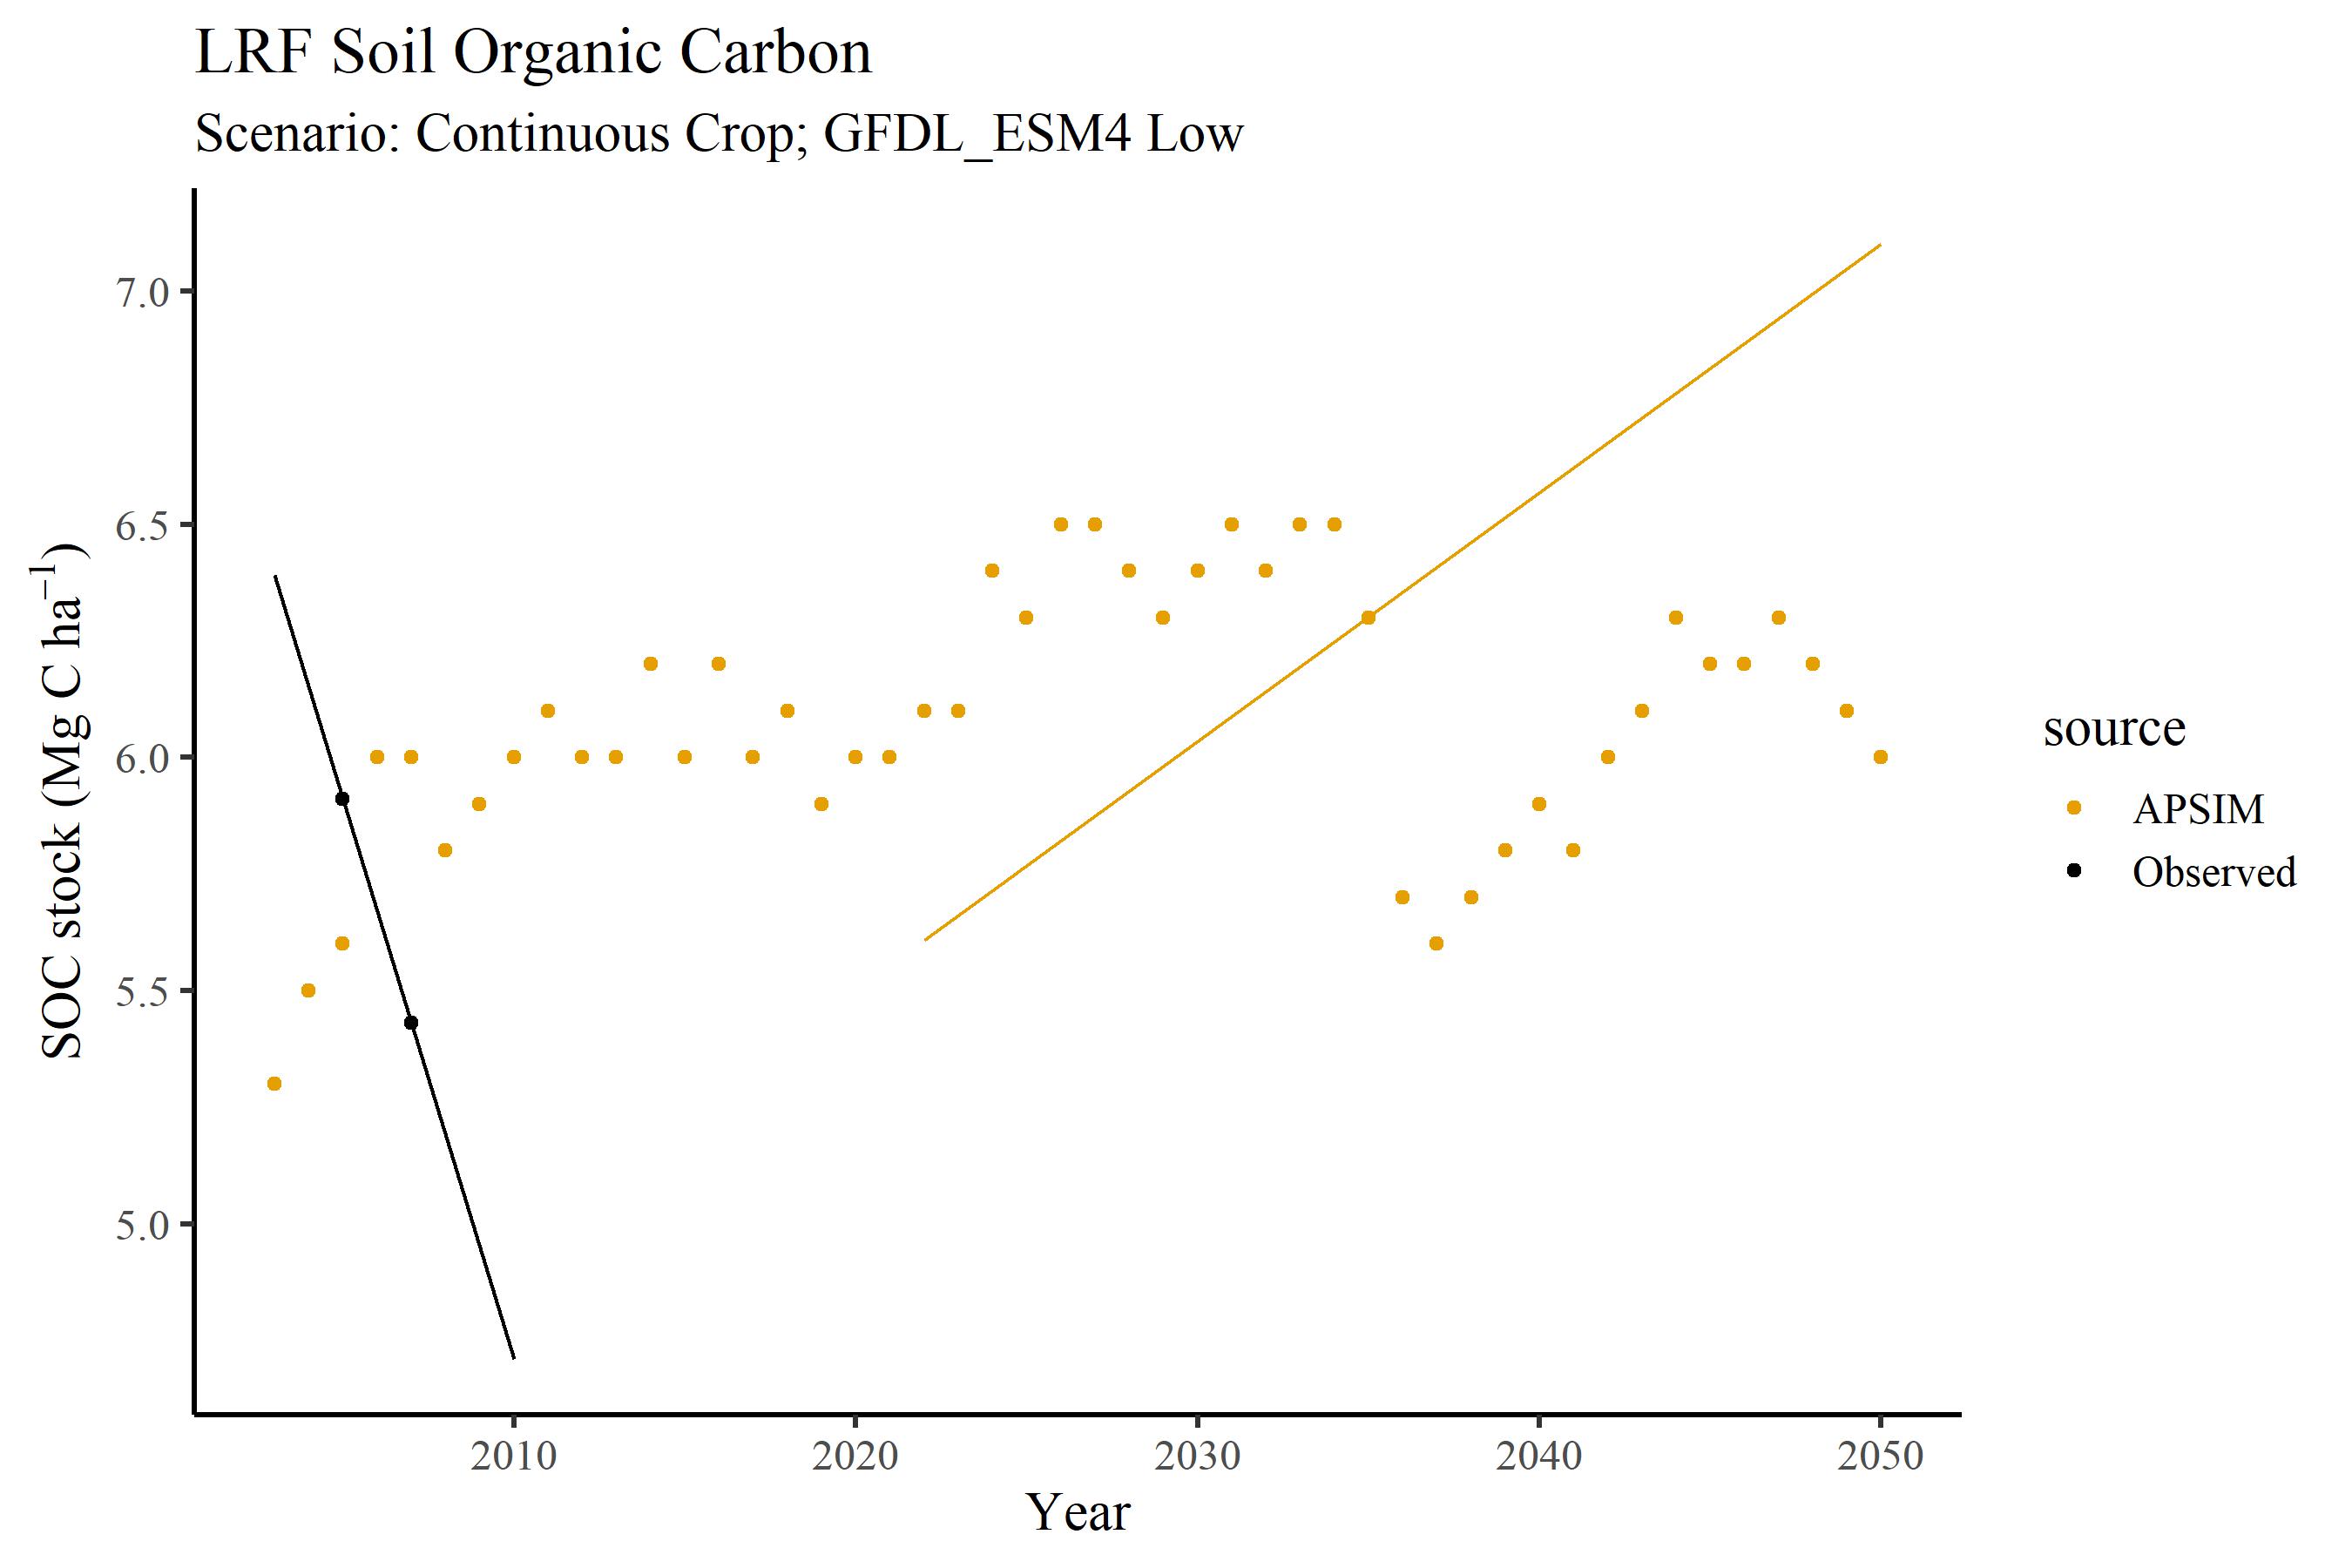 LRF Soil Organic Carbon
Scenario: Continuous Crop; GFDL_ESM4 Low
SOC stock (Mg C ha⁻¹)
7.0
6.5
6.0
5.5
5.0
2010 2020 2030 2040 2050
Year
source
APSIM
Observed